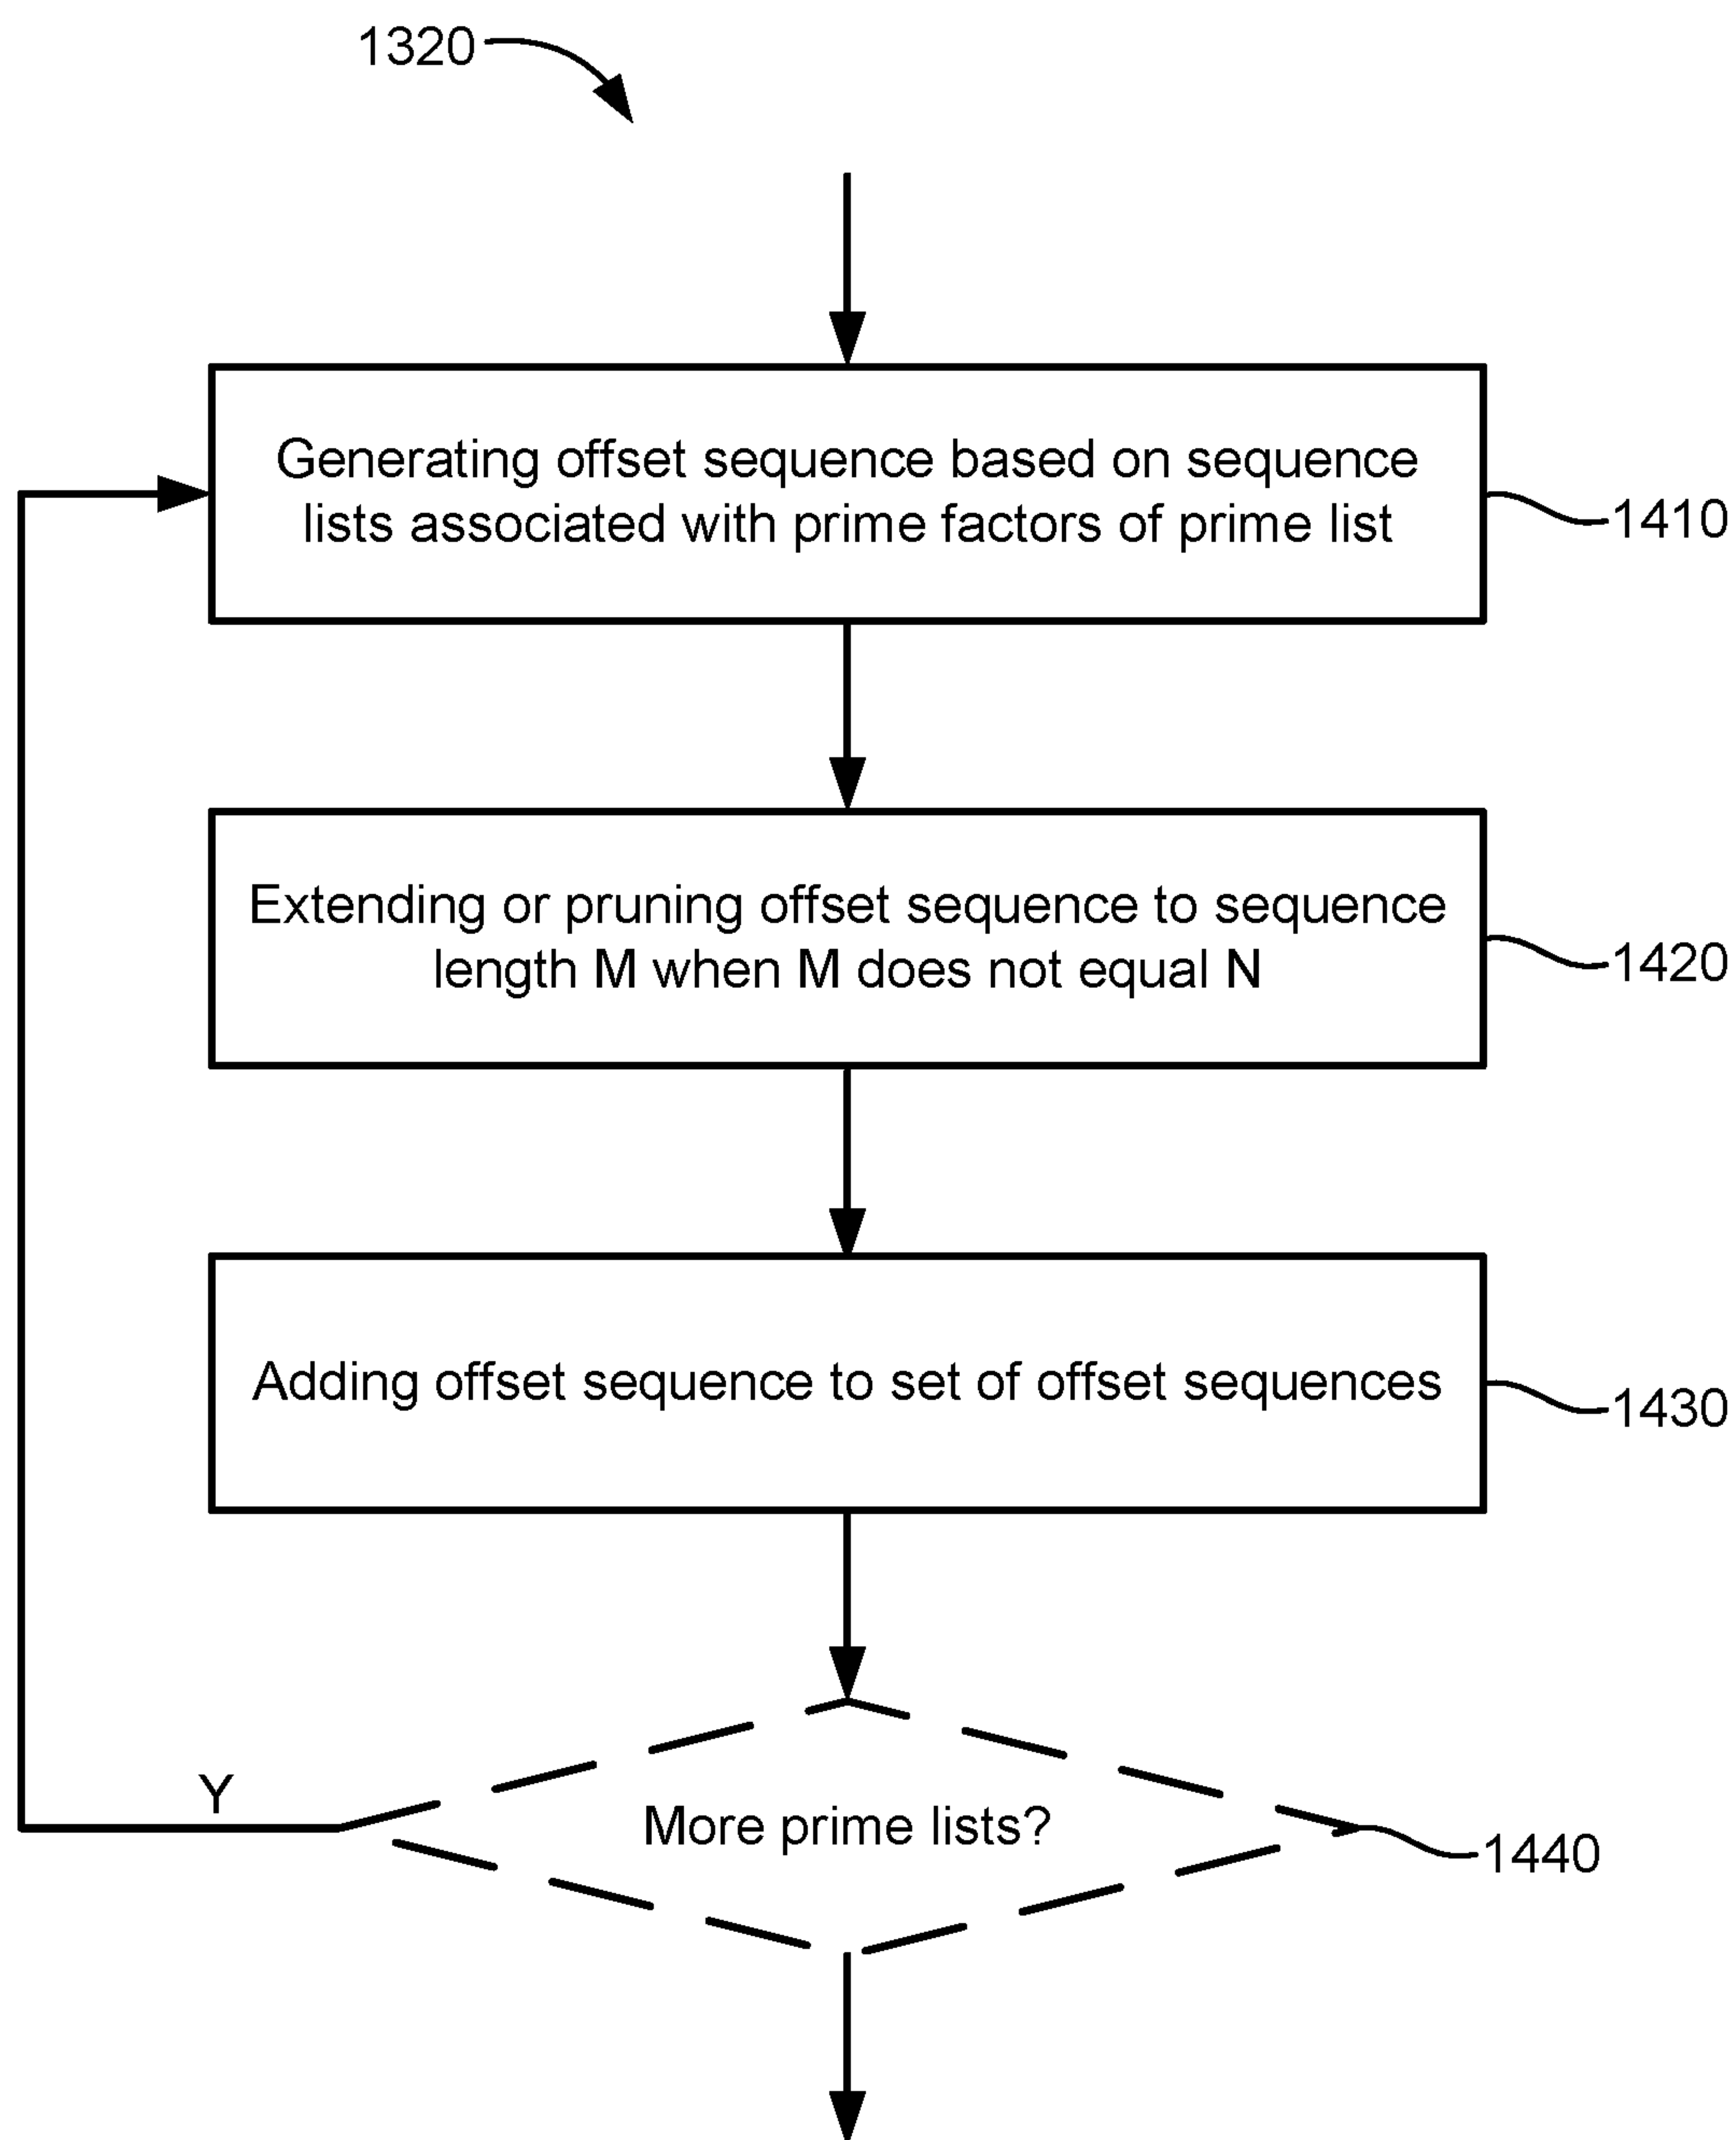 1320
Generating offset sequence based on sequence
lists associated with prime factors of prime list
1410
Extending or pruning offset sequence to sequence
length M when M does not equal N
1420
Adding offset sequence to set of offset sequences
1430
Y
More prime lists?
1440